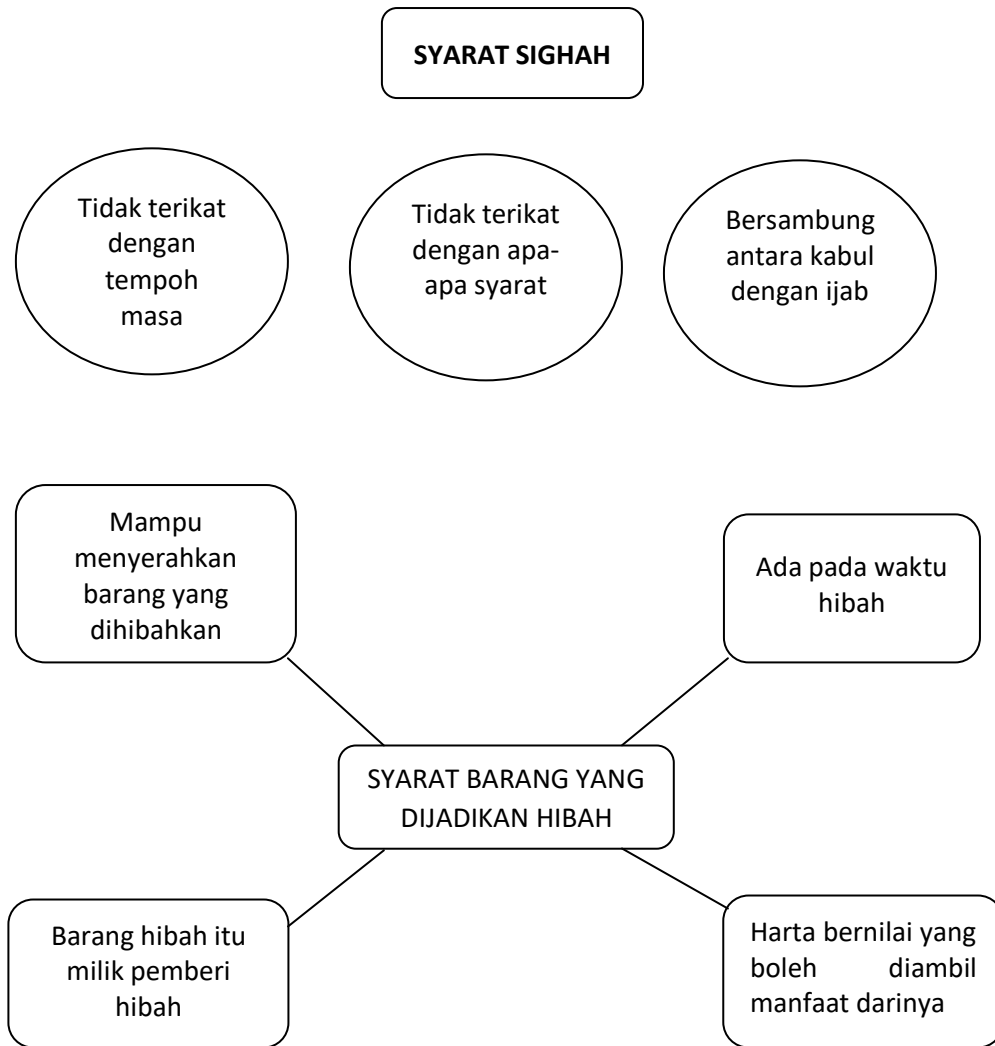 SYARAT SIGHAH
Tidak terikat
dengan
tempoh
masa
Tidak terikat
dengan apa-
apa syarat
Bersambung
antara kabul
dengan ijab
Mampu
menyerahkan
barang yang
dihibahkan
Ada pada waktu
hibah
SYARAT BARANG YANG
DIJADIKAN HIBAH
Barang hibah itu
milik pemberi
hibah
Harta bernilai yang
boleh diambil
manfaat darinya